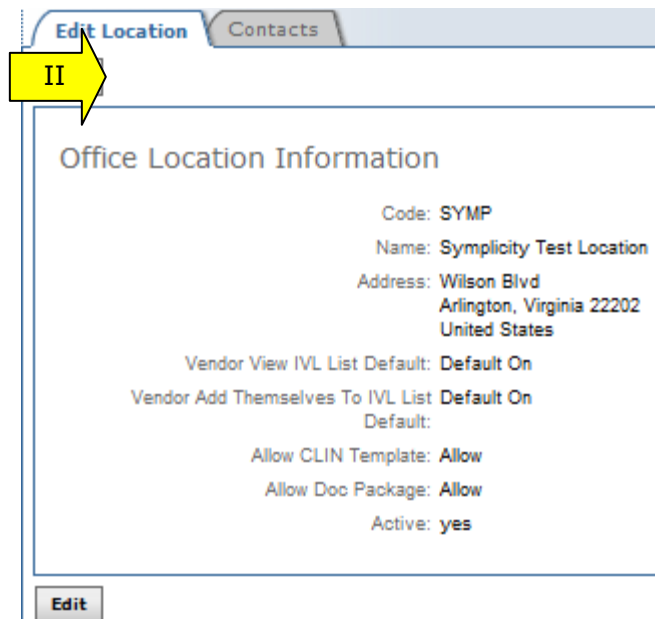 Edit Location Contacts
II
Office Location Information
Code: SYMP
Name: Symplicity Test Location
Address: Wilson Blvd
Arlington, Virginia 22202
United States
Vendor View IVL List Default: Default On
Vendor Add Themselves To IVL List Default On
Default:
Allow CLIN Template: Allow
Allow Doc Package: Allow
Active: yes
Edit